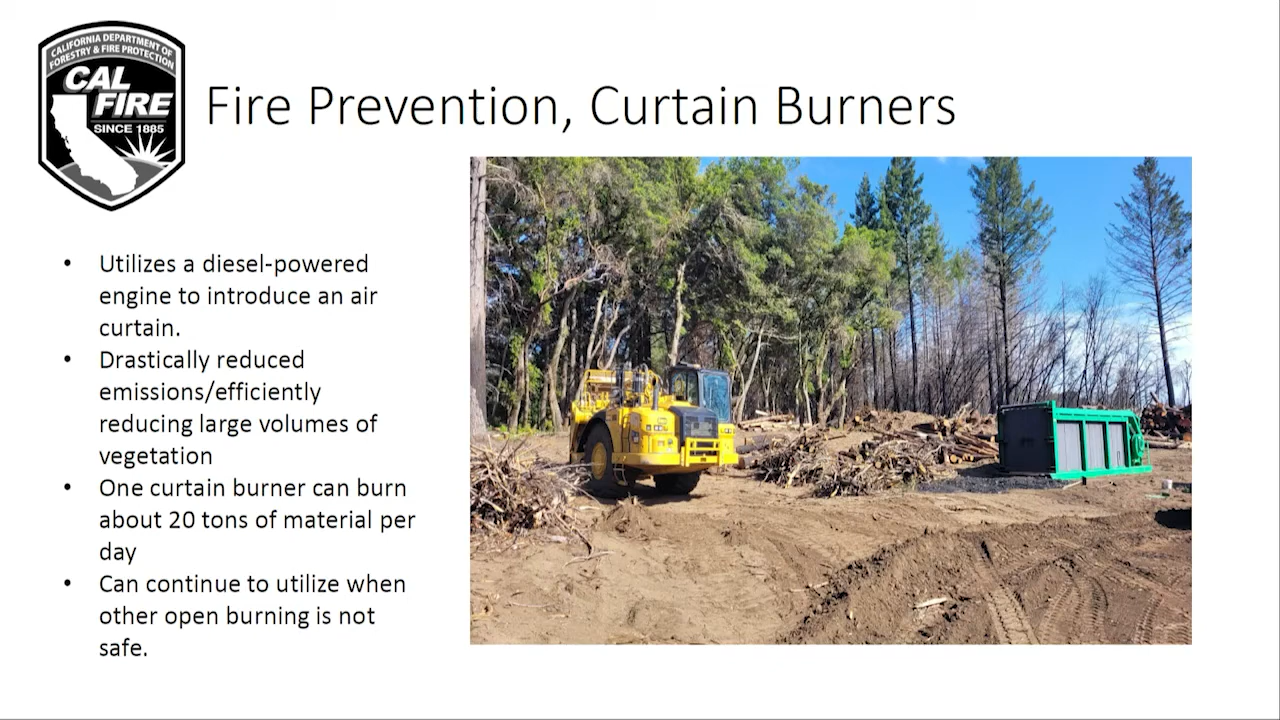 CALIFORNIA DEPARTMENT OF
FORESTRY & FIRE PROTECTION
CAL
FIRE
SINCE 1885
Fire Prevention, Curtain Burners
• Utilizes a diesel-powered
engine to introduce an air
curtain.
• Drastically reduced
emissions/efficiently
reducing large volumes of
vegetation
• One curtain burner can burn
about 20 tons of material per
day
• Can continue to utilize when
other open burning is not
safe.